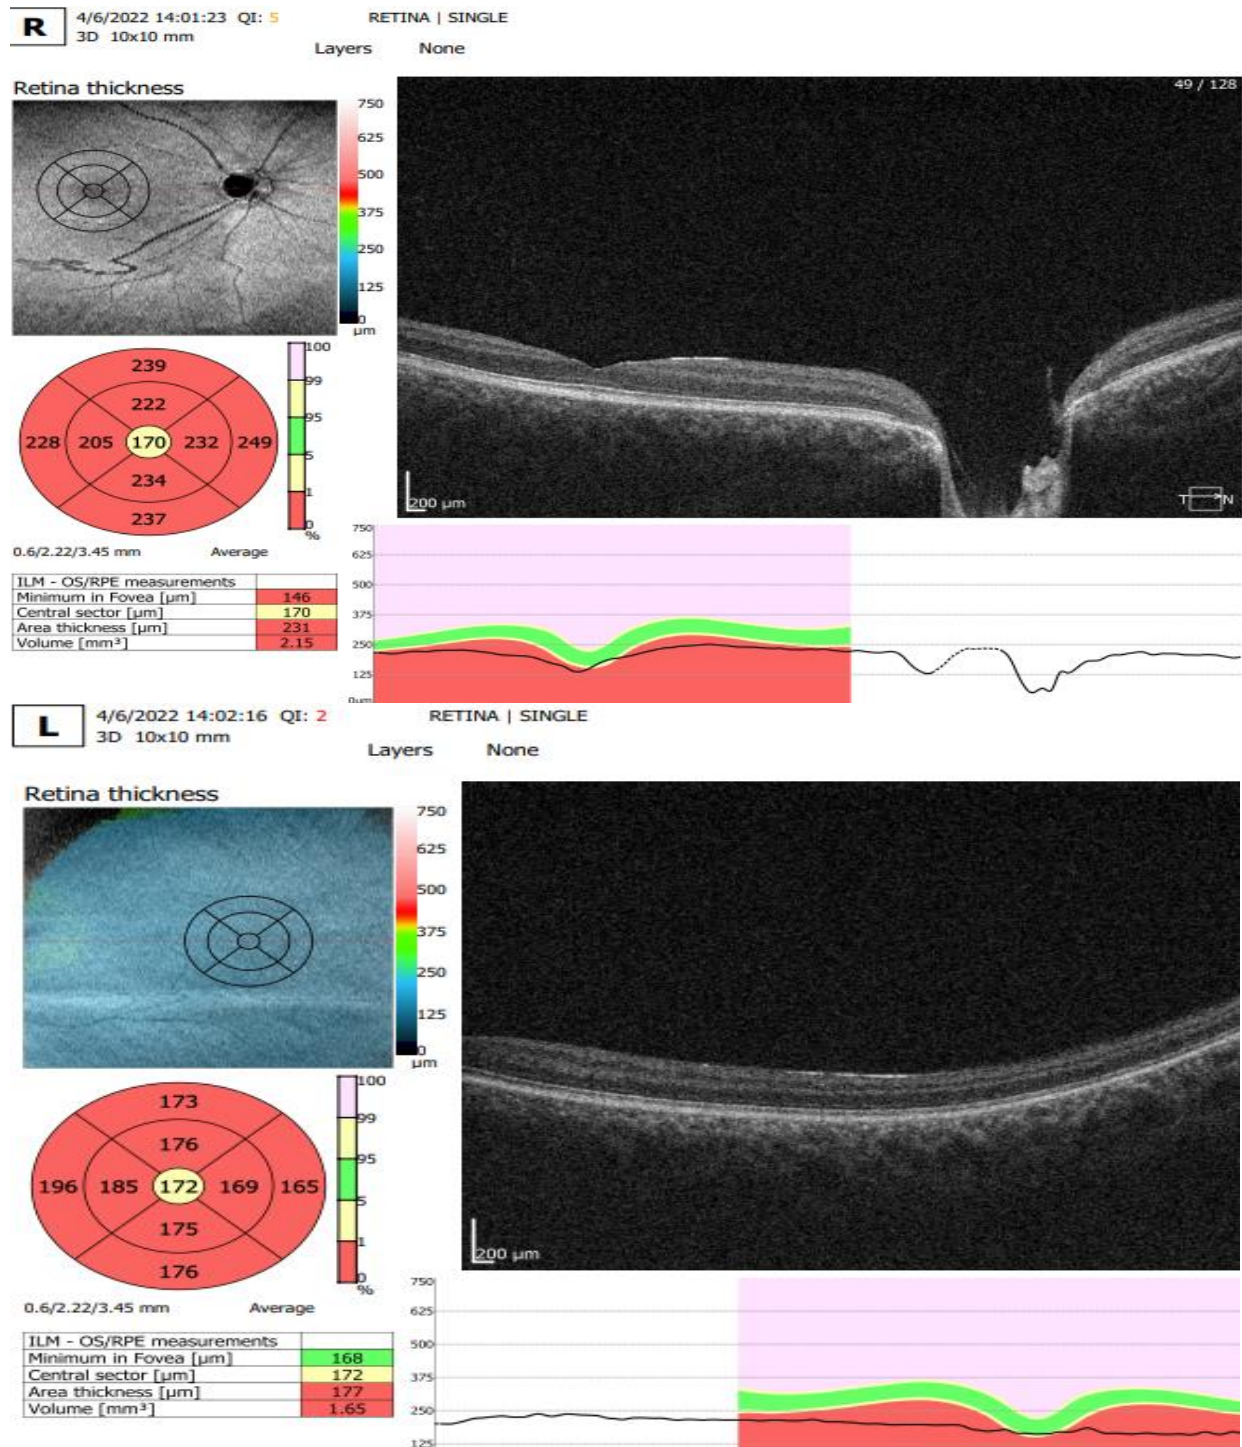 R
4/6/2022 14:01:23 QI: 5 RETINA | SINGLE
3D 10x10 mm
Layers None
Retina thickness
49 / 128
750
625
500
375
250
125
0
µm
100
99
95
5
1
0
%
239
222
228 205 170 232 249
234
237
0.6/2.22/3.45 mm Average
ILM - OS/RPE measurements
Minimum in Fovea [µm] 146
Central sector [µm] 170
Area thickness [µm] 231
Volume [mm³] 2.15
200 µm
T N
750
625
500
375
250
125
0µm
L
4/6/2022 14:02:16 QI: 2 RETINA | SINGLE
3D 10x10 mm
Layers None
Retina thickness
750
625
500
375
250
125
0
µm
100
99
95
5
1
0
%
173
176
196 185 172 169 165
175
176
0.6/2.22/3.45 mm Average
ILM - OS/RPE measurements
Minimum in Fovea [µm] 168
Central sector [µm] 172
Area thickness [µm] 177
Volume [mm³] 1.65
200 µm
750
625
500
375
250
125